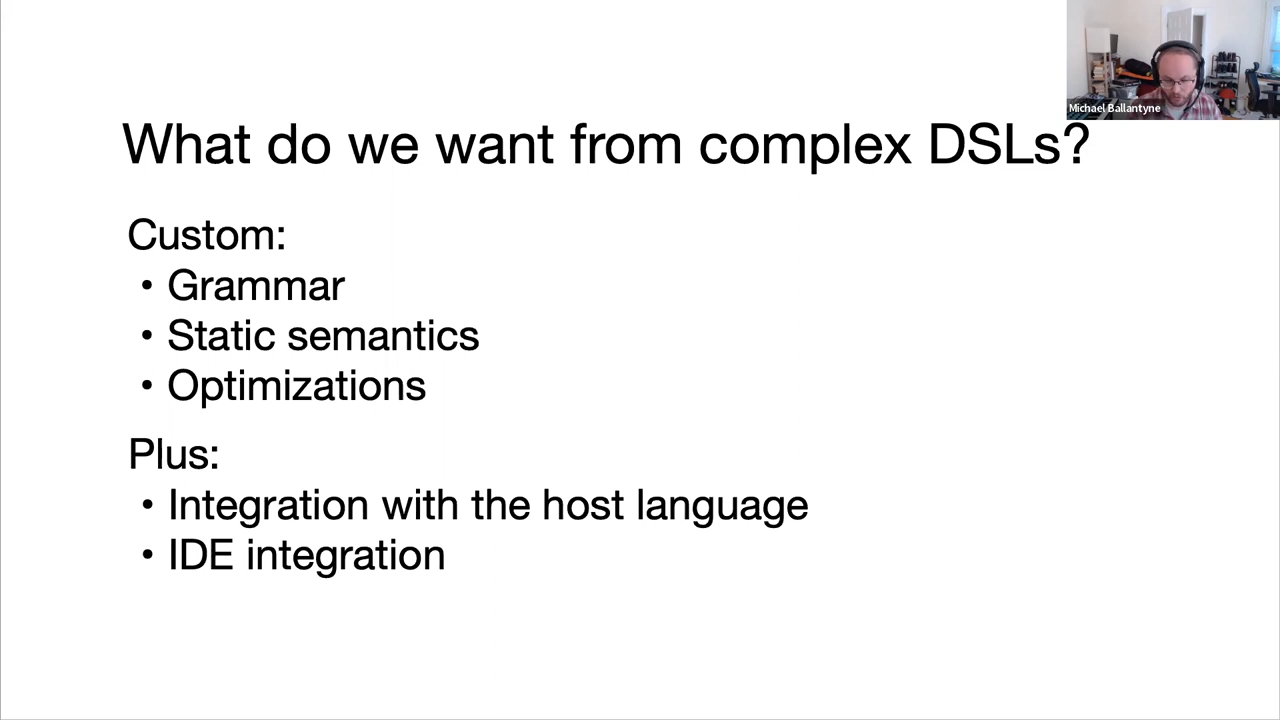 Michael Ballantyne
What do we want from complex DSLs?
Custom:
• Grammar
• Static semantics
• Optimizations
Plus:
• Integration with the host language
• IDE integration